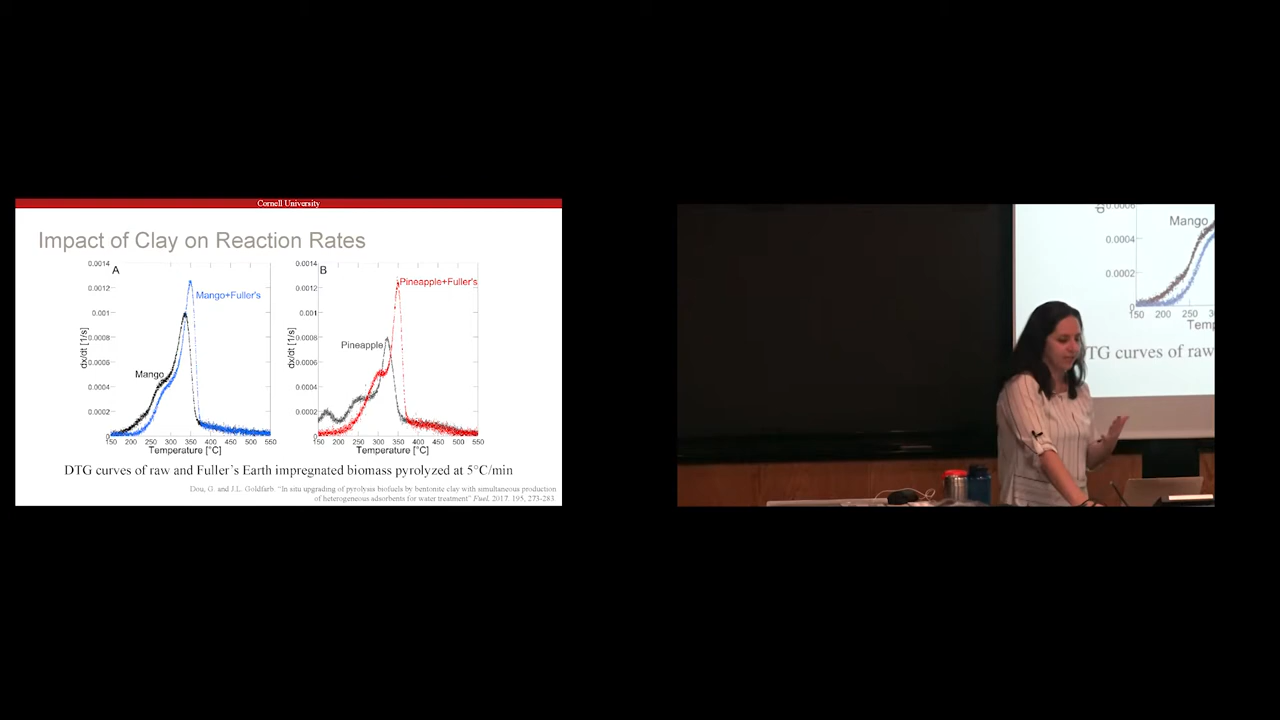 Cornell University
Impact of Clay on Reaction Rates
A
0.0014
0.0012
0.001
0.0008
0.0006
0.0004
0.0002
0
dx/dt [1/s]
Mango+Fuller's
Mango
150 200 250 300 350 400 450 500 550
Temperature [°C]
B
0.0014
0.0012
0.001
0.0008
0.0006
0.0004
0.0002
0
dx/dt [1/s]
Pineapple+Fuller's
Pineapple
150 200 250 300 350 400 450 500 550
Temperature [°C]
DTG curves of raw and Fuller's Earth impregnated biomass pyrolyzed at 5°C/min
Dou, G. and J.L. Goldfarb. "In situ upgrading of pyrolysis biofuels by bentonite clay with simultaneous production
of heterogeneous adsorbents for water treatment" Fuel. 2017. 195, 273-283.
0.0006
Mango
0.0004
0.0002
0
150 200 250 300
Temp
TG curves of raw